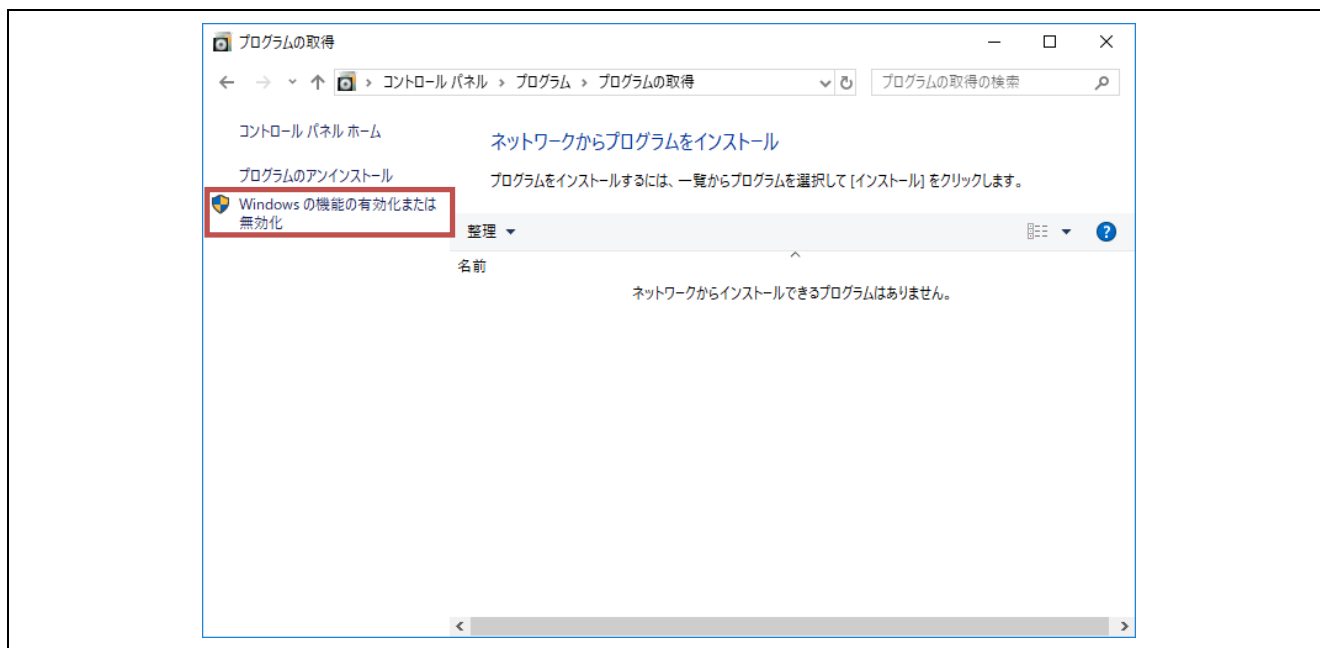 プログラムの取得
コントロール パネル › プログラム › プログラムの取得
プログラムの取得の検索
コントロール パネル ホーム
プログラムのアンインストール
Windows の機能の有効化または
無効化
ネットワークからプログラムをインストール
プログラムをインストールするには、一覧からプログラムを選択して [インストール] をクリックします。
整理
名前
ネットワークからインストールできるプログラムはありません。